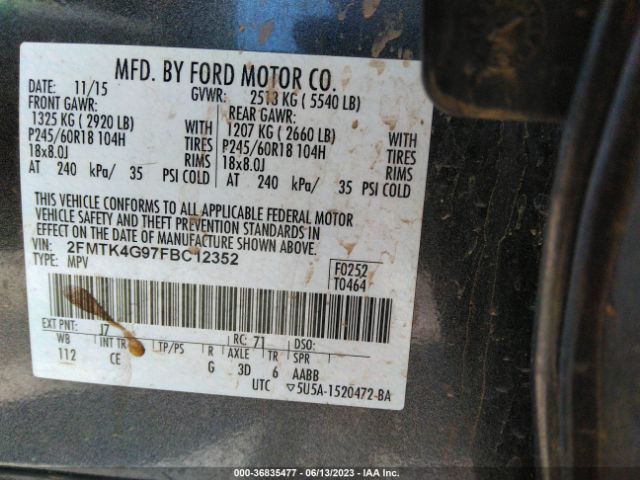 MFD. BY FORD MOTOR CO.
DATE: 11/15 GVWR: 2513 KG ( 5540 LB)
FRONT GAWR: REAR GAWR:
1325 KG ( 2920 LB) WITH 1207 KG ( 2660 LB) WITH
P245/60R18 104H TIRES P245/60R18 104H TIRES
18x8.0J RIMS 18x8.0J RIMS
AT 240 kPa/ 35 PSI COLD AT 240 kPa/ 35 PSI COLD
THIS VEHICLE CONFORMS TO ALL APPLICABLE FEDERAL MOTOR
VEHICLE SAFETY AND THEFT PREVENTION STANDARDS IN
EFFECT ON THE DATE OF MANUFACTURE SHOWN ABOVE.
VIN: 2FMTK4G97FBC12352
TYPE: MPV
F0252
T0464
EXT PNT: J7 RC: 71 DSO:
WB INT TR TP/PS R AXLE TR SPR
112 CE G 3D 6 AABB
UTC ▽5U5A-1520472-BA
000-36835477 - 06/13/2023 - IAA Inc.